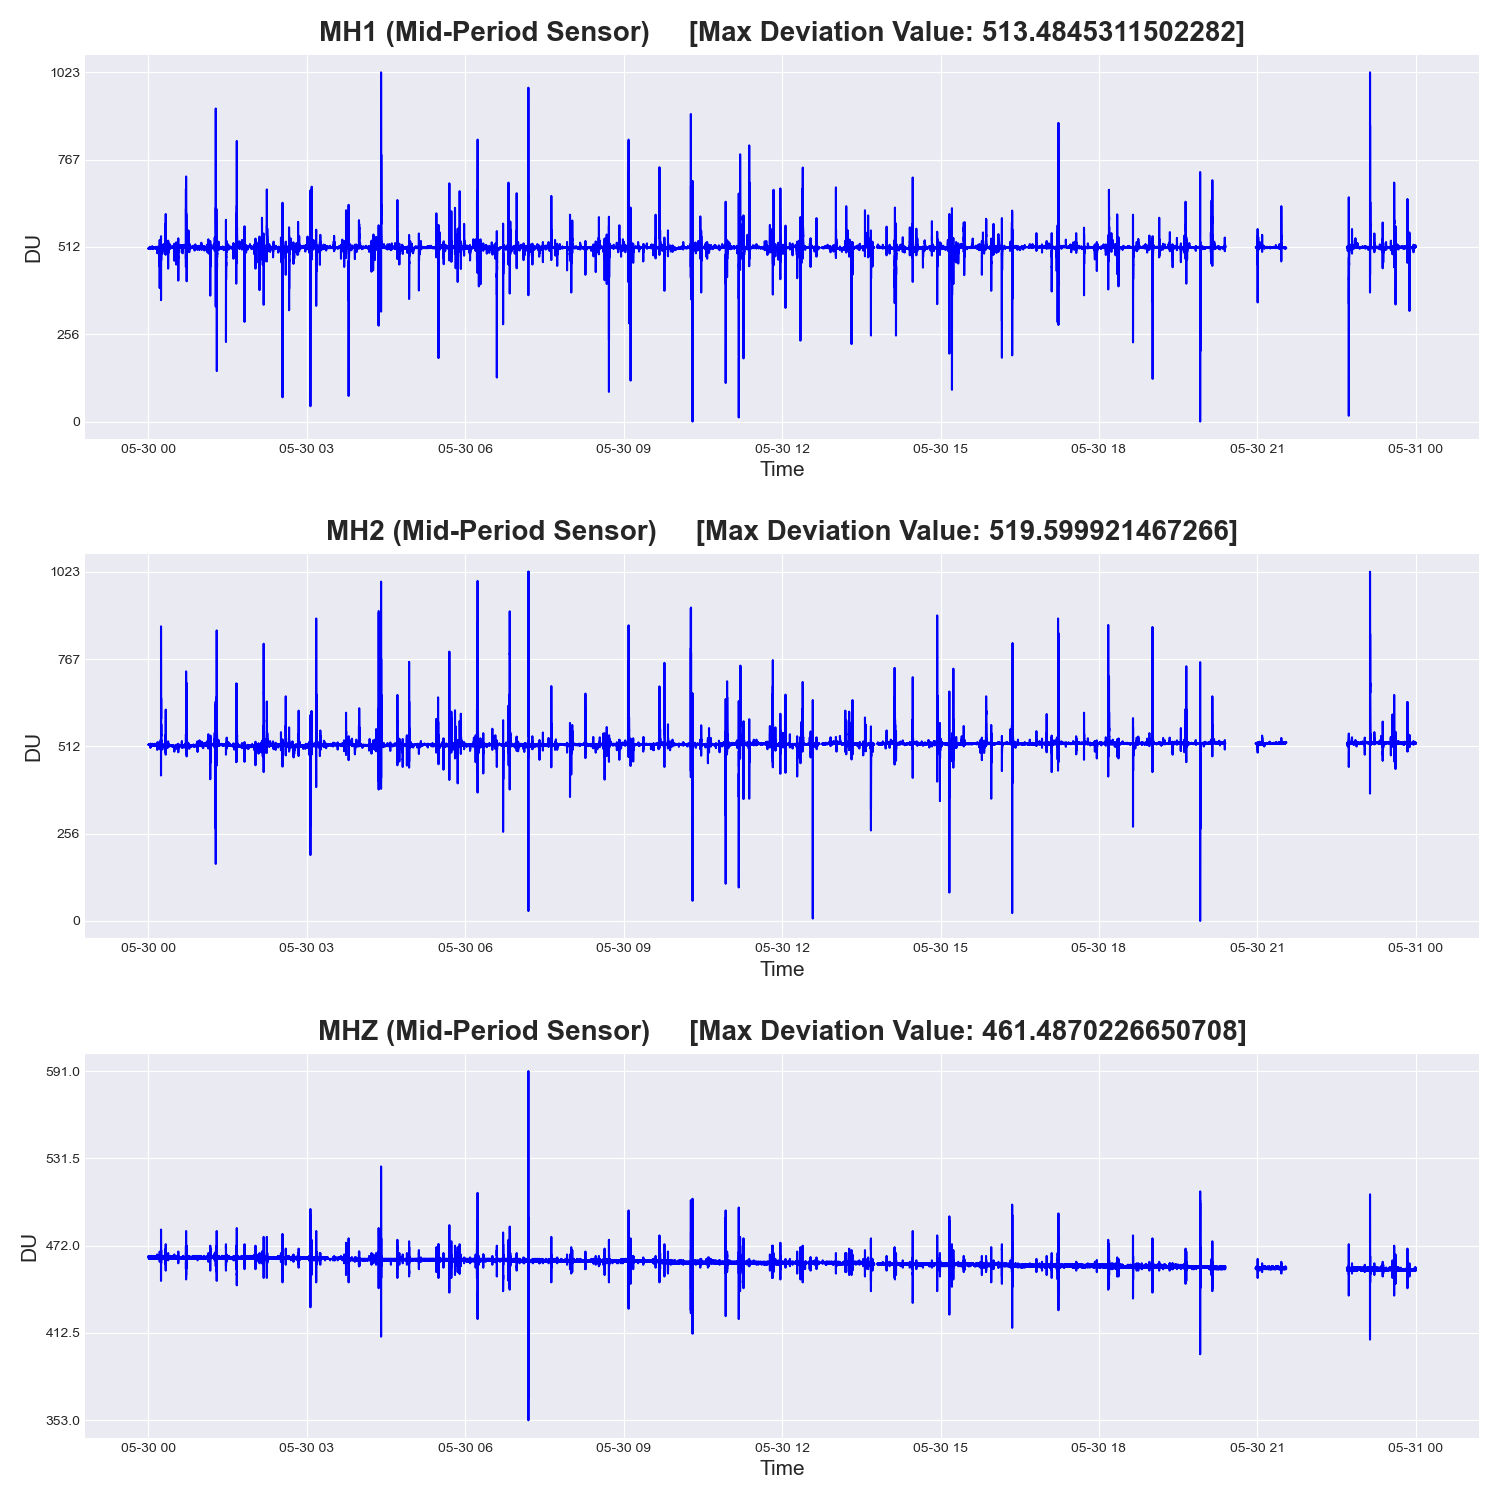 MH1 (Mid-Period Sensor)     [Max Deviation Value: 513.4845311502282]
1023
767
512
256
0
DU
05-30 00 05-30 03 05-30 06 05-30 09 05-30 12 05-30 15 05-30 18 05-30 21 05-31 00
Time
MH2 (Mid-Period Sensor)     [Max Deviation Value: 519.599921467266]
1023
767
512
256
0
DU
05-30 00 05-30 03 05-30 06 05-30 09 05-30 12 05-30 15 05-30 18 05-30 21 05-31 00
Time
MHZ (Mid-Period Sensor)     [Max Deviation Value: 461.4870226650708]
591.0
531.5
472.0
412.5
353.0
DU
05-30 00 05-30 03 05-30 06 05-30 09 05-30 12 05-30 15 05-30 18 05-30 21 05-31 00
Time